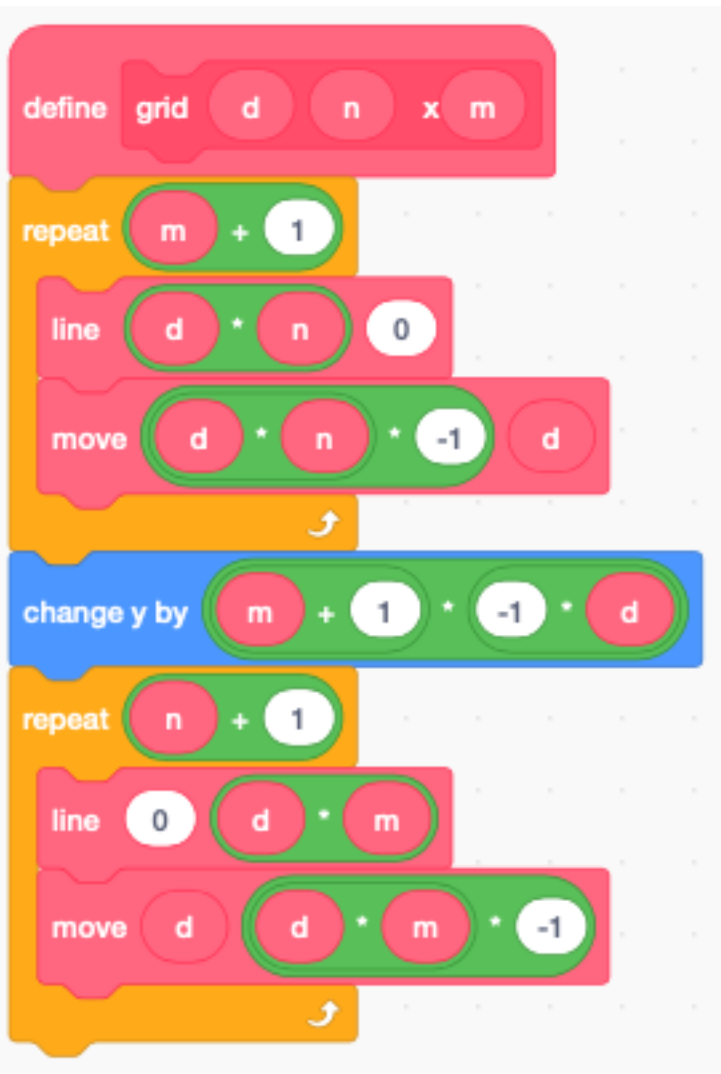 define grid d n x m
repeat m + 1
line d * n 0
move d * n * -1 d
change y by m + 1 * -1 * d
repeat n + 1
line 0 d * m
move d d * m * -1